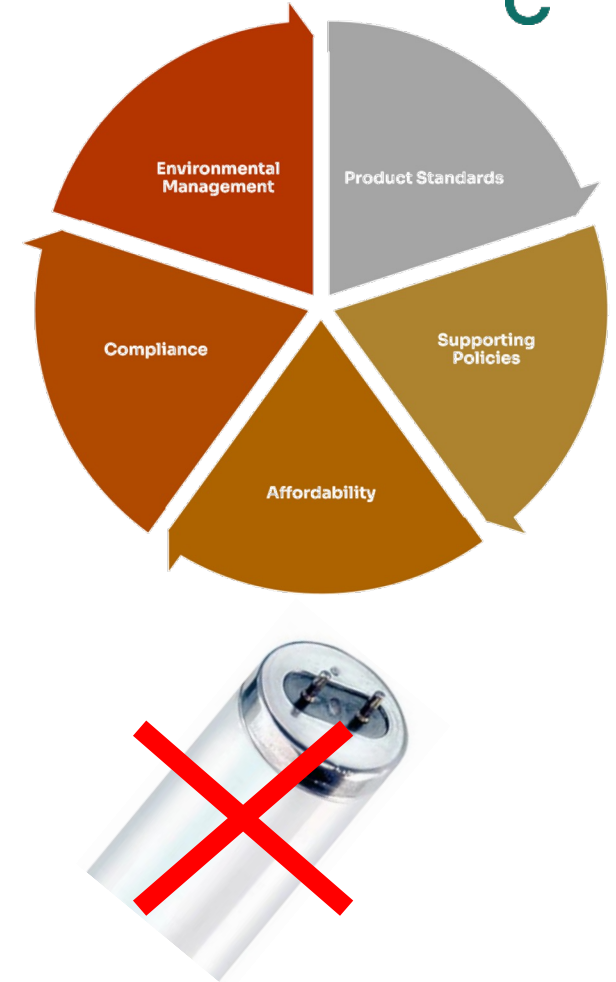 Environmental
Management
Product Standards
Compliance
Supporting
Policies
Affordability